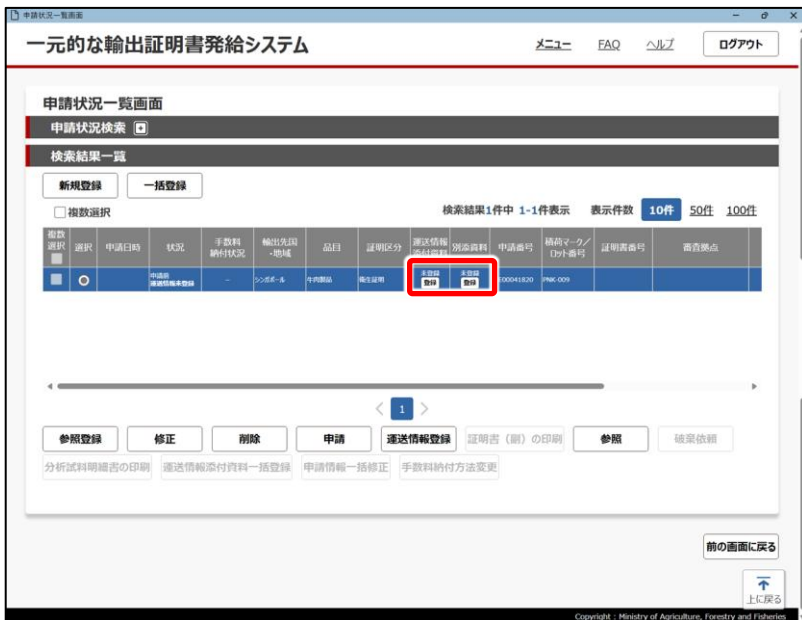 申請状況一覧画面
一元的な輸出証明書発給システム
メニュー FAQ ヘルプ ログアウト
申請状況一覧画面
申請状況検索
検索結果一覧
新規登録 一括登録
複数選択 検索結果1件中 1-1件表示 表示件数 10件 50件 100件
複数選択 選択 申請日時 状況 手数料納付状況 輸出先国・地域 品目 証明区分 運送情報添付資料 別添資料 申請番号 積荷マーク/ロット番号 証明書番号 審査拠点
申請前 運送情報未登録 – シンガポール 牛肉製品 衛生証明 未登録 登録 未登録 登録 PNK-009
< 1 >
参照登録 修正 削除 申請 運送情報登録 証明書（副）の印刷 参照 破棄依頼
分析試料明細書の印刷 運送情報添付資料一括登録 申請情報一括修正 手数料納付方法変更
前の画面に戻る
上に戻る
Copyright : Ministry of Agriculture, Forestry and Fisheries